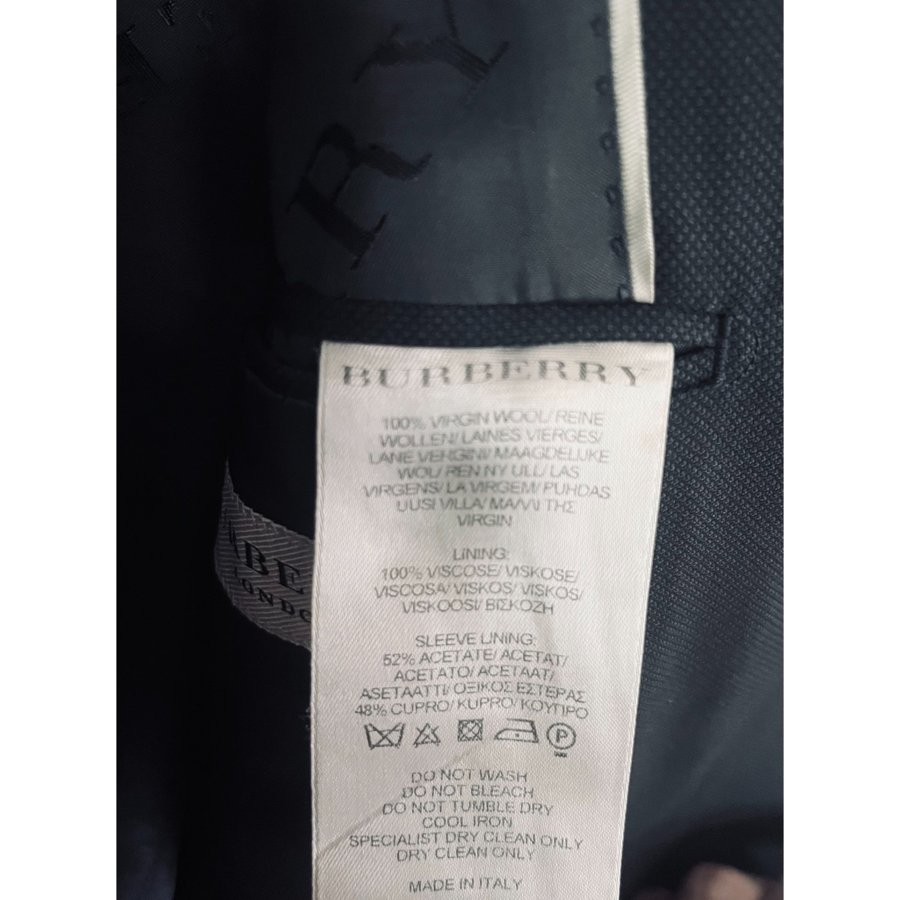 RY
BURBERRY
100% VIRGIN WOOL/ REINE
WOLLEN/ LAINES VIERGES/
LANE VERGINI/ MAAGDELIJKE
WOL/ REN NY ULL/ LAS
VIRGENS/ LA VIRGEM/ PUHDAS
UUSI VILLA/ ΜΑΛΛΙ ΤΗΣ
VIRGIN
LINING:
100% VISCOSE/ VISKOSE/
VISCOSA/ VISKOS/ VISKOS/
VISKOOSI/ ΒΙΣΚΟΖΗ
SLEEVE LINING:
52% ACETATE/ ACETAT/
ACETATO/ ACETAAT/
ASETAATTI/ ΟΞΙΚΟΣ ΕΣΤΕΡΑΣ
48% CUPRO/ KUPRO/ ΚΟΥΠΡΟ
P
DO NOT WASH
DO NOT BLEACH
DO NOT TUMBLE DRY
COOL IRON
SPECIALIST DRY CLEAN ONLY
DRY CLEAN ONLY
MADE IN ITALY
RBE
LONDO